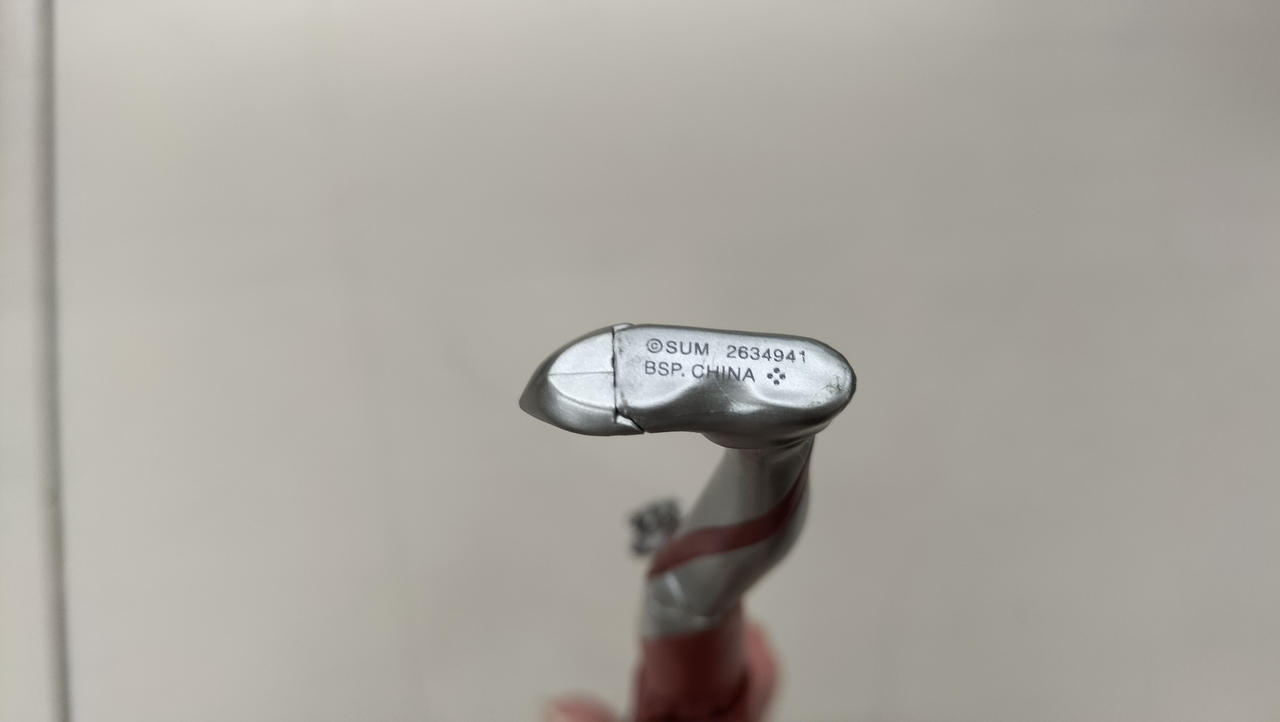 ©SUM 2634941
BSP. CHINA